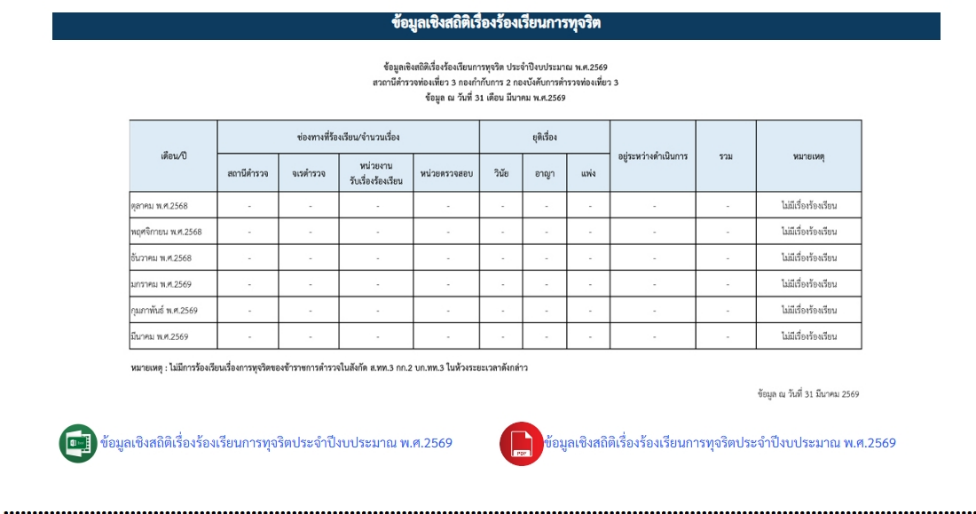 ข้อมูลเชิงสถิติเรื่องร้องเรียนการทุจริต
ข้อมูลเชิงสถิติเรื่องร้องเรียนการทุจริต ประจำปีงบประมาณ พ.ศ.2569
สถานีตำรวจท่องเที่ยว 3 กองกำกับการ 2 กองบังคับการตำรวจท่องเที่ยว 3
ข้อมูล ณ วันที่ 31 เดือน มีนาคม พ.ศ.2569
เดือน/ปี ช่องทางที่ร้องเรียน/จำนวนเรื่อง ยุติเรื่อง อยู่ระหว่างดำเนินการ รวม หมายเหตุ
สถานีตำรวจ จเรตำรวจ หน่วยงาน หน่วยตรวจสอบ วินัย อาญา แพ่ง
รับเรื่องร้องเรียน
ตุลาคม พ.ศ.2568 - - - - - - - - - ไม่มีเรื่องร้องเรียน
พฤศจิกายน พ.ศ.2568 - - - - - - - - - ไม่มีเรื่องร้องเรียน
ธันวาคม พ.ศ.2568 - - - - - - - - - ไม่มีเรื่องร้องเรียน
มกราคม พ.ศ.2569 - - - - - - - - - ไม่มีเรื่องร้องเรียน
กุมภาพันธ์ พ.ศ.2569 - - - - - - - - - ไม่มีเรื่องร้องเรียน
มีนาคม พ.ศ.2569 - - - - - - - - - ไม่มีเรื่องร้องเรียน
หมายเหตุ : ไม่มีการร้องเรียนเรื่องการทุจริตของข้าราชการตำรวจในสังกัด ส.ทท.3 กก.2 บก.ทท.3 ในห้วงระยะเวลาดังกล่าว
ข้อมูล ณ วันที่ 31 มีนาคม 2569
ข้อมูลเชิงสถิติเรื่องร้องเรียนการทุจริตประจำปีงบประมาณ พ.ศ.2569
PDF ข้อมูลเชิงสถิติเรื่องร้องเรียนการทุจริตประจำปีงบประมาณ พ.ศ.2569